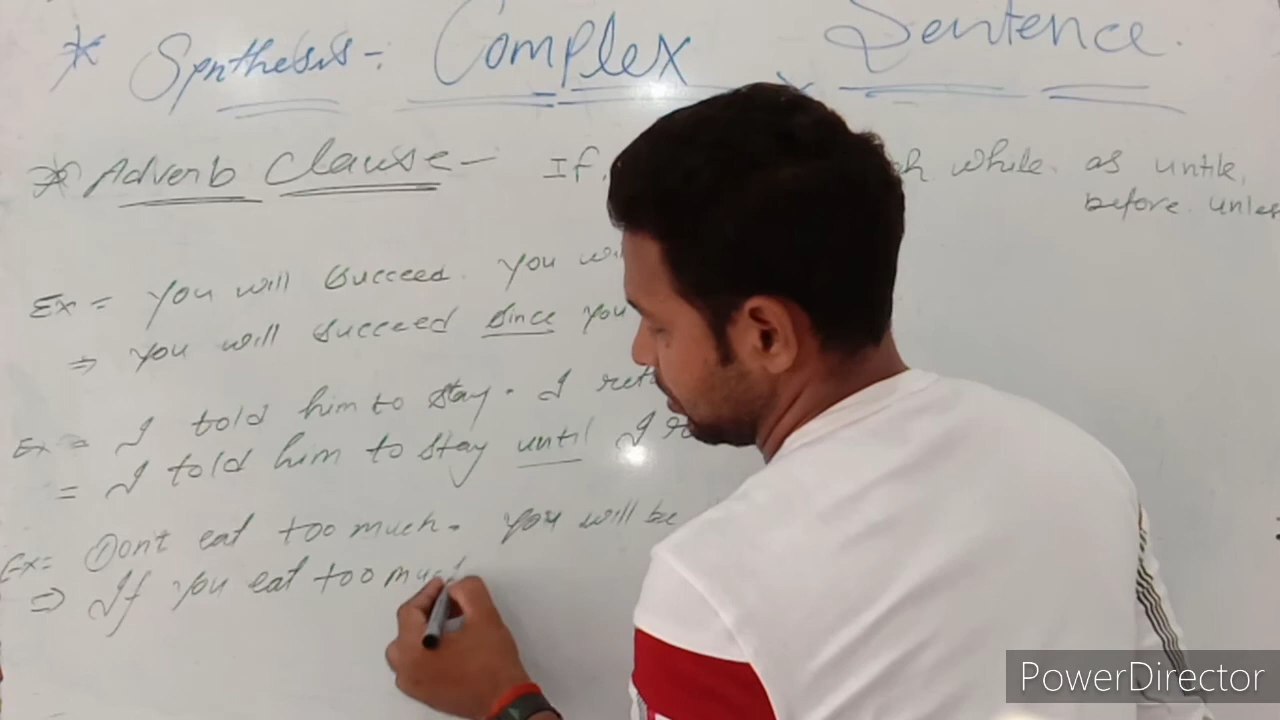 * Synthesis-: Complex Sentence.
* Adverb Clause - If. while. as untile,
before. unles
Ex = You will succeed. You
⇒ You will succeed since you
Ex = I told him to stay. I
= I told him to stay until I
Ex= Don't eat too much. You will be
⇒ If you eat too much
PowerDirector